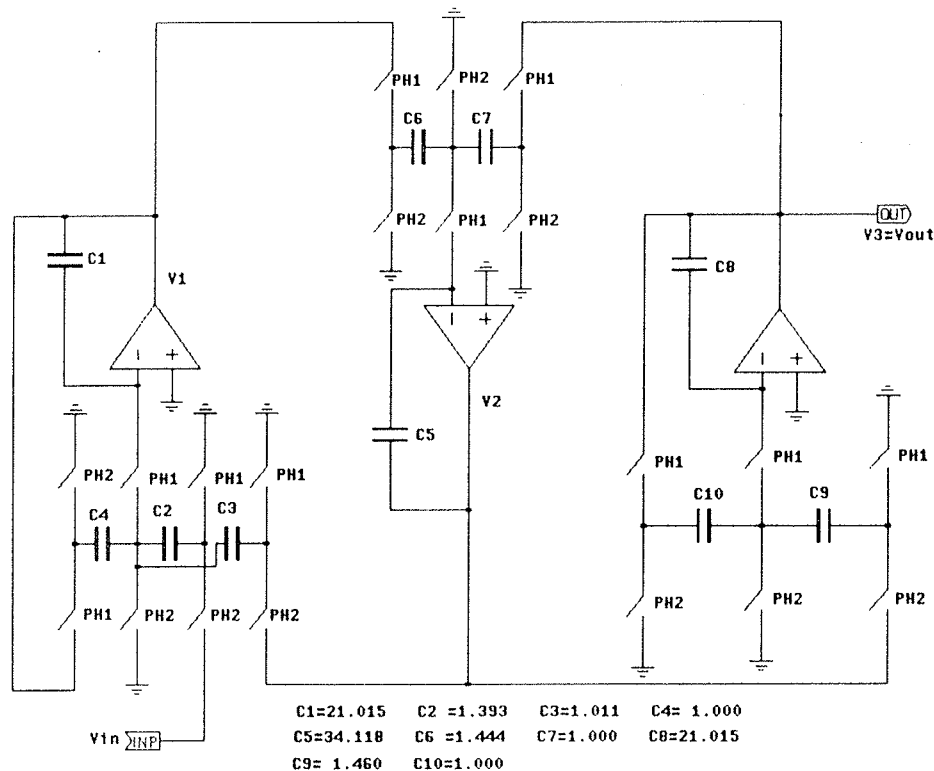 PH1
PH2
PH1
C6
C7
PH2
PH1
PH2
OUT
V3=Vout
C1
V1
C8
V2
C5
PH2
PH1
PH1
PH1
PH1
PH1
PH1
C4
C2
C3
C10
C9
PH1
PH2
PH2
PH2
PH2
PH2
PH2
Vin INP
C1=21.015 C2 =1.393 C3=1.011 C4= 1.000
C5=34.118 C6 =1.444 C7=1.000 C8=21.015
C9= 1.460 C10=1.000